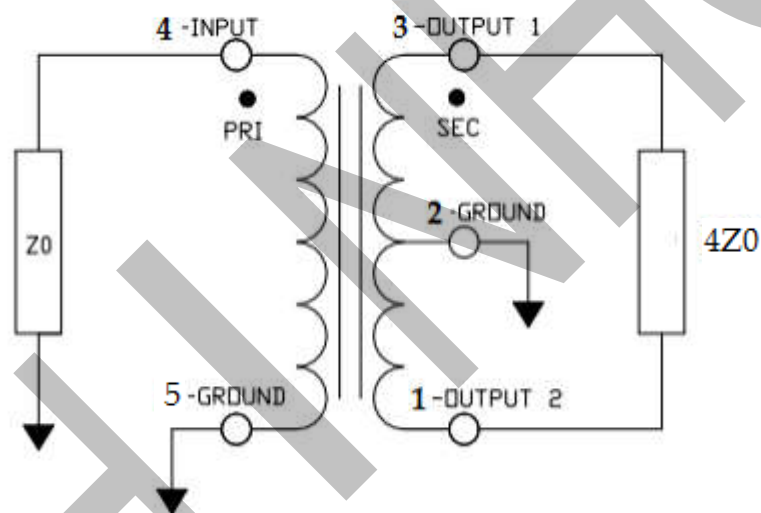 4 -INPUT
3-OUTPUT 1
PRI
SEC
2 -GROUND
Z0
4Z0
5 -GROUND
1-OUTPUT 2